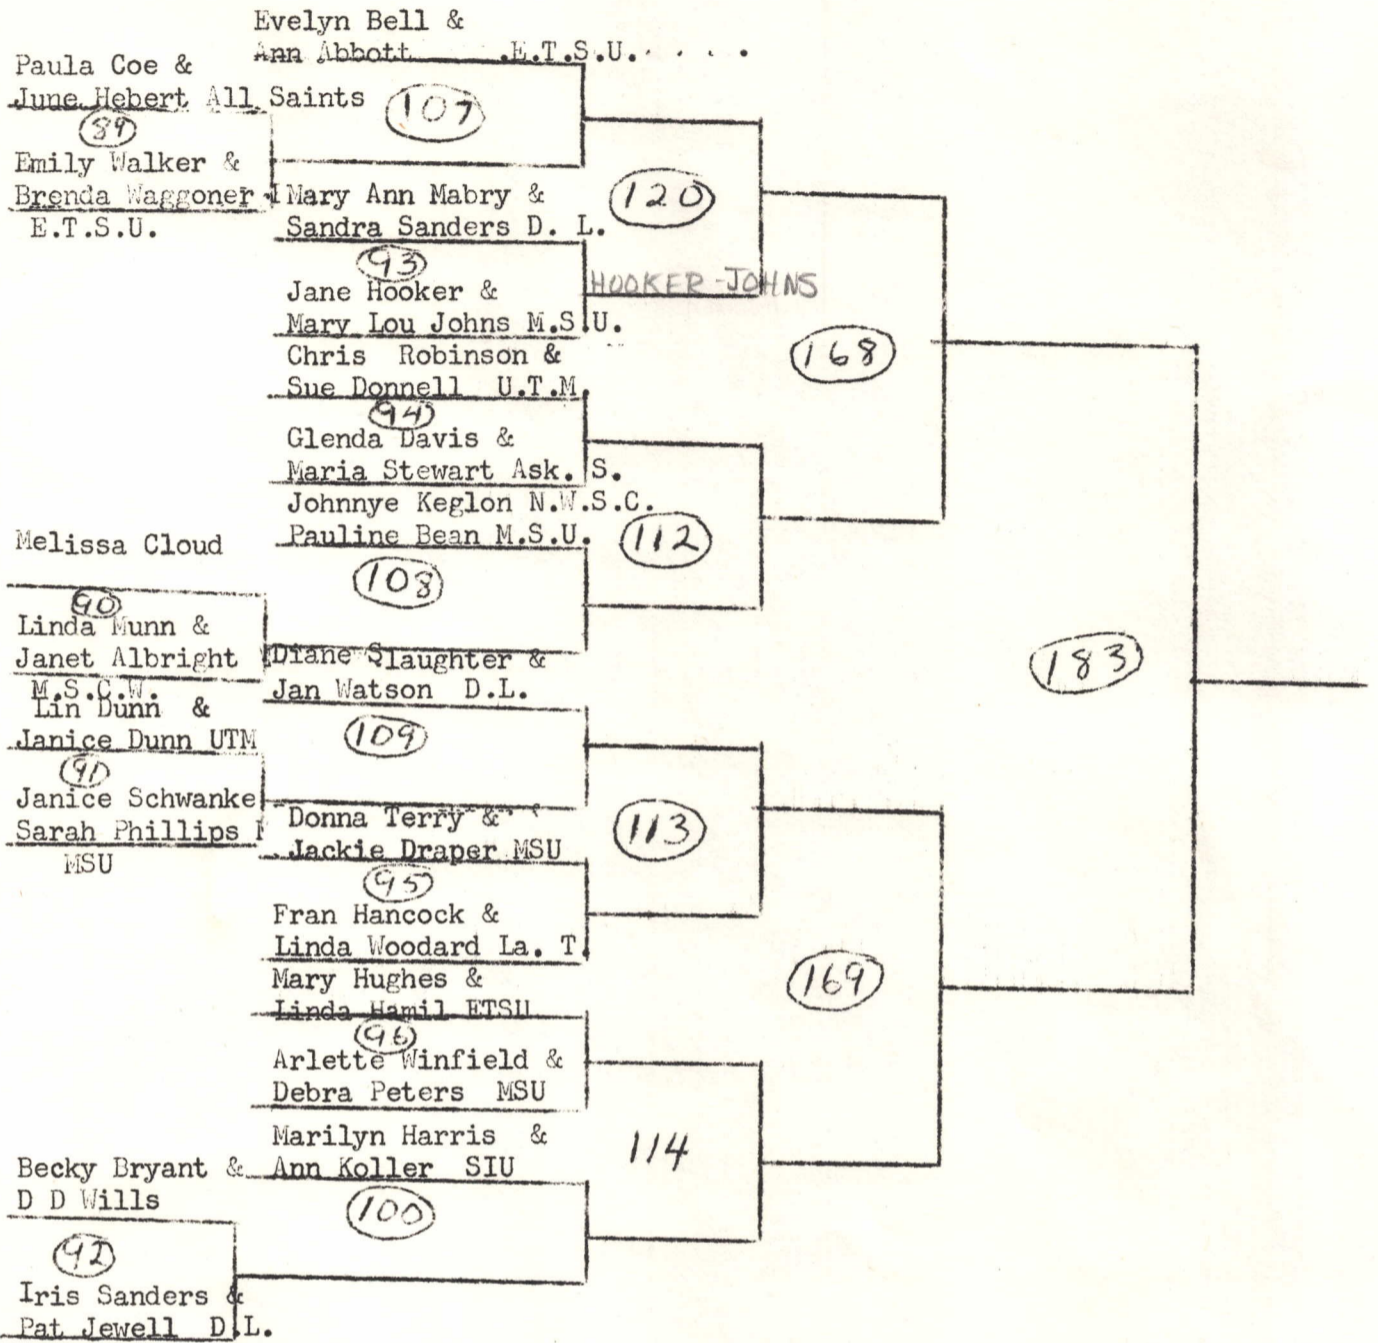 Evelyn Bell &
Ann Abbott .E.T.S.U. . . . .
Paula Coe &
June Hebert All Saints
107
89
Emily Walker &
Brenda Waggoner
E.T.S.U.
Mary Ann Mabry &
Sandra Sanders D. L.
120
93
HOOKER-JOHNS
Jane Hooker &
Mary Lou Johns M.S.U.
Chris Robinson &
Sue Donnell U.T.M.
168
94
Glenda Davis &
Maria Stewart Ask. S.
Johnnye Keglon N.W.S.C.
Pauline Bean M.S.U.
112
Melissa Cloud
108
90
Linda Munn &
Janet Albright
M.S.C.W.
Diane Slaughter &
Jan Watson D.L.
183
Lin Dunn &
Janice Dunn UTM
109
91
Janice Schwanke
Sarah Phillips
MSU
Donna Terry &
Jackie Draper MSU
113
95
Fran Hancock &
Linda Woodard La. T.
Mary Hughes &
Linda Hamil ETSU
169
96
Arlette Winfield &
Debra Peters MSU
Marilyn Harris &
Ann Koller SIU
114
Becky Bryant &
D D Wills
100
92
Iris Sanders &
Pat Jewell D.L.